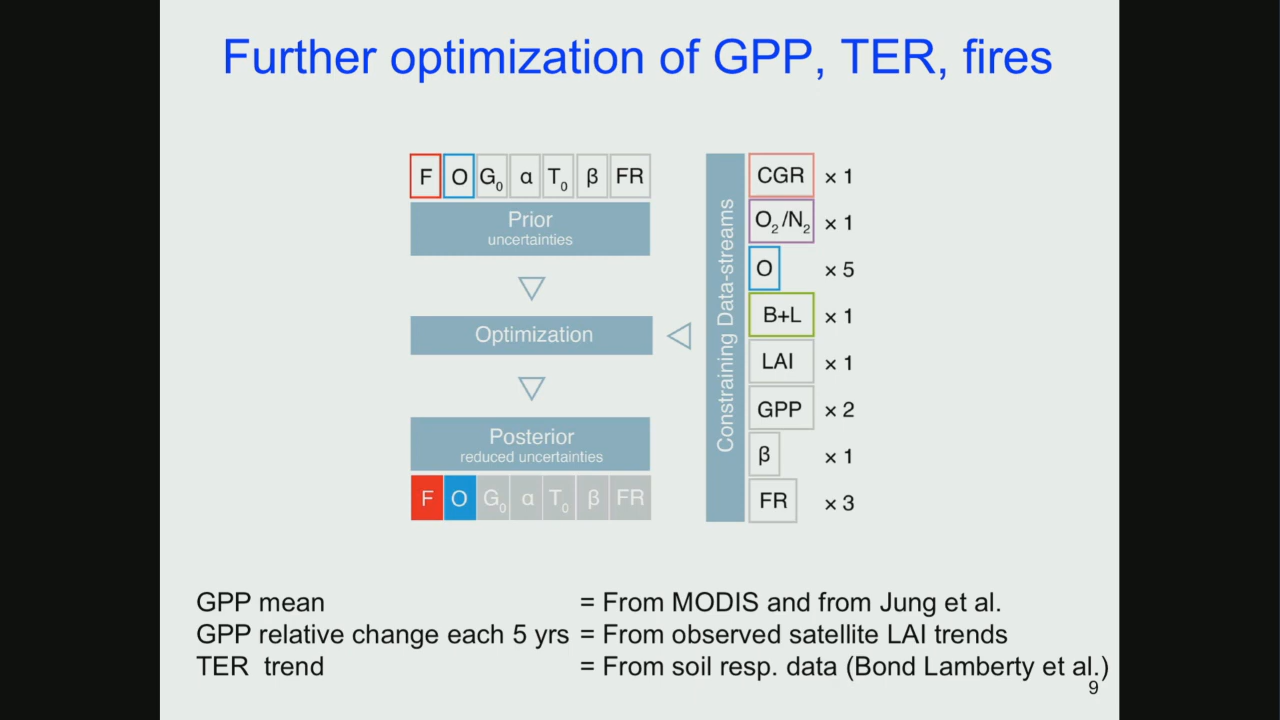 Further optimization of GPP, TER, fires
F O G₀ α T₀ β FR
Prior
uncertainties
Optimization
Posterior
reduced uncertainties
F O G₀ α T₀ β FR
Constraining Data-streams
CGR × 1
O₂/N₂ × 1
O × 5
B+L × 1
LAI × 1
GPP × 2
β × 1
FR × 3
GPP mean = From MODIS and from Jung et al.
GPP relative change each 5 yrs = From observed satellite LAI trends
TER trend = From soil resp. data (Bond Lamberty et al.)
9